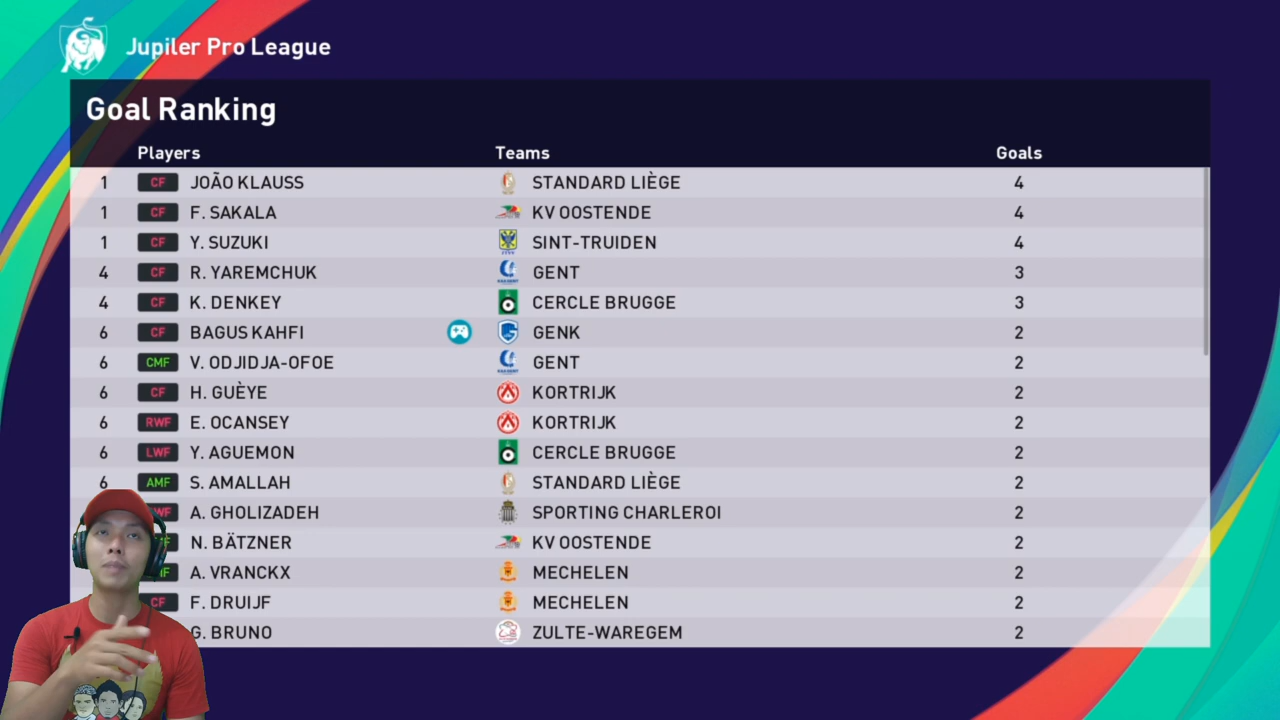 Jupiler Pro League
Goal Ranking
Players Teams Goals
1 CF JOÃO KLAUSS STANDARD LIÈGE 4
1 CF F. SAKALA KV OOSTENDE 4
1 CF Y. SUZUKI SINT-TRUIDEN 4
4 CF R. YAREMCHUK GENT 3
4 CF K. DENKEY CERCLE BRUGGE 3
6 CF BAGUS KAHFI GENK 2
6 CMF V. ODJIDJA-OFOE GENT 2
6 CF H. GUÈYE KORTRIJK 2
6 RWF E. OCANSEY KORTRIJK 2
6 LWF Y. AGUEMON CERCLE BRUGGE 2
6 AMF S. AMALLAH STANDARD LIÈGE 2
A. GHOLIZADEH SPORTING CHARLEROI 2
N. BÄTZNER KV OOSTENDE 2
A. VRANCKX MECHELEN 2
CF F. DRUIJF MECHELEN 2
G. BRUNO ZULTE-WAREGEM 2